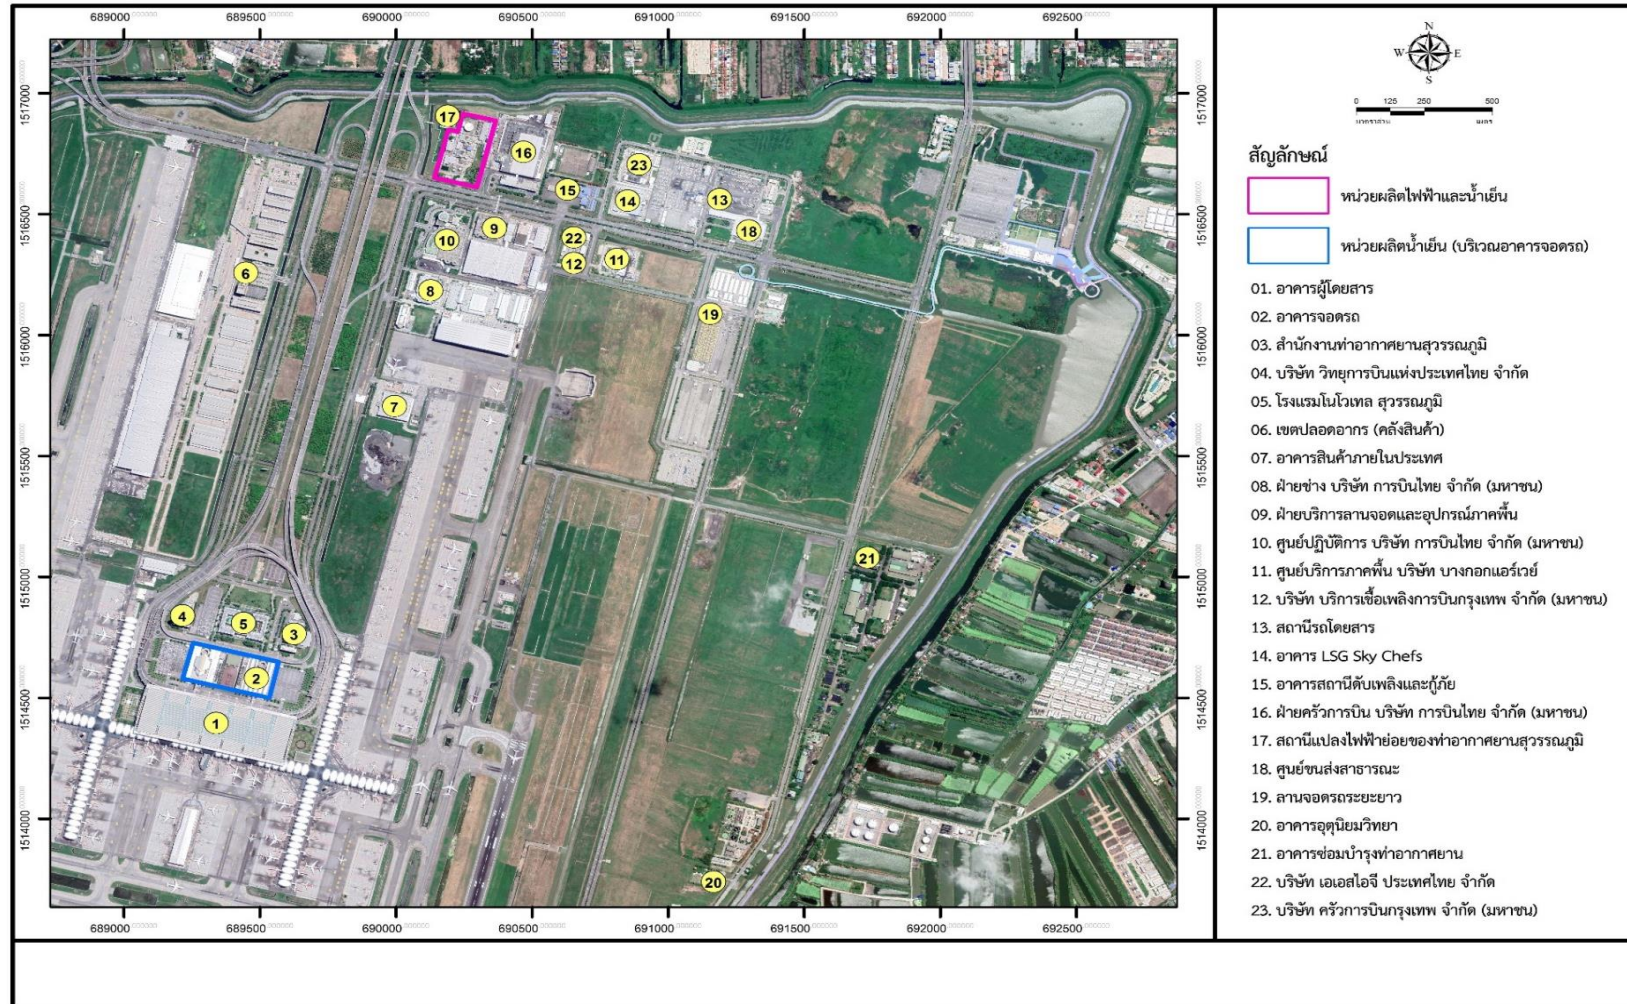 689000 689500 690000 690500 691000 691500 692000 692500
1517000
1516500
1516000
1515500
1515000
1514500
1514000
17
16
23
15
14
13
18
9
22
10
12
11
6
8
19
7
21
4
5
3
2
1
20
1517000
1516500
1516000
1515500
1515000
1514500
1514000
689000 689500 690000 690500 691000 691500 692000 692500
N
W E
S
0 125 250 500
สัญลักษณ์
หน่วยผลิตไฟฟ้าและน้ำเย็น
หน่วยผลิตน้ำเย็น (บริเวณอาคารจอดรถ)
01. อาคารผู้โดยสาร
02. อาคารจอดรถ
03. สำนักงานท่าอากาศยานสุวรรณภูมิ
04. บริษัท วิทยุการบินแห่งประเทศไทย จำกัด
05. โรงแรมโนโวเทล สุวรรณภูมิ
06. เขตปลอดอากร (คลังสินค้า)
07. อาคารสินค้าภายในประเทศ
08. ฝ่ายช่าง บริษัท การบินไทย จำกัด (มหาชน)
09. ฝ่ายบริการลานจอดและอุปกรณ์ภาคพื้น
10. ศูนย์ปฏิบัติการ บริษัท การบินไทย จำกัด (มหาชน)
11. ศูนย์บริการภาคพื้น บริษัท บางกอกแอร์เวย์
12. บริษัท บริการเชื้อเพลิงการบินกรุงเทพ จำกัด (มหาชน)
13. สถานีรถโดยสาร
14. อาคาร LSG Sky Chefs
15. อาคารสถานีดับเพลิงและกู้ภัย
16. ฝ่ายครัวการบิน บริษัท การบินไทย จำกัด (มหาชน)
17. สถานีแปลงไฟฟ้าย่อยของท่าอากาศยานสุวรรณภูมิ
18. ศูนย์ขนส่งสาธารณะ
19. ลานจอดรถระยะยาว
20. อาคารอุตุนิยมวิทยา
21. อาคารซ่อมบำรุงท่าอากาศยาน
22. บริษัท เอเอสไอจี ประเทศไทย จำกัด
23. บริษัท ครัวการบินกรุงเทพ จำกัด (มหาชน)